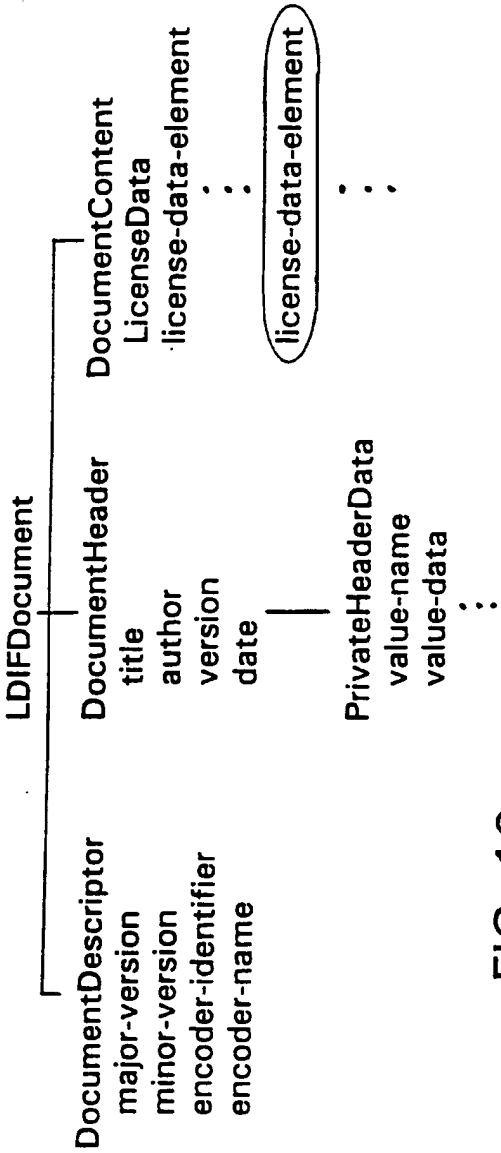 LDIFDocument
DocumentDescriptor
major-version
minor-version
encoder-identifier
encoder-name
DocumentHeader
title
author
version
date
PrivateHeaderData
value-name
value-data
DocumentContent
LicenseData
license-data-element
license-data-element
FIG.